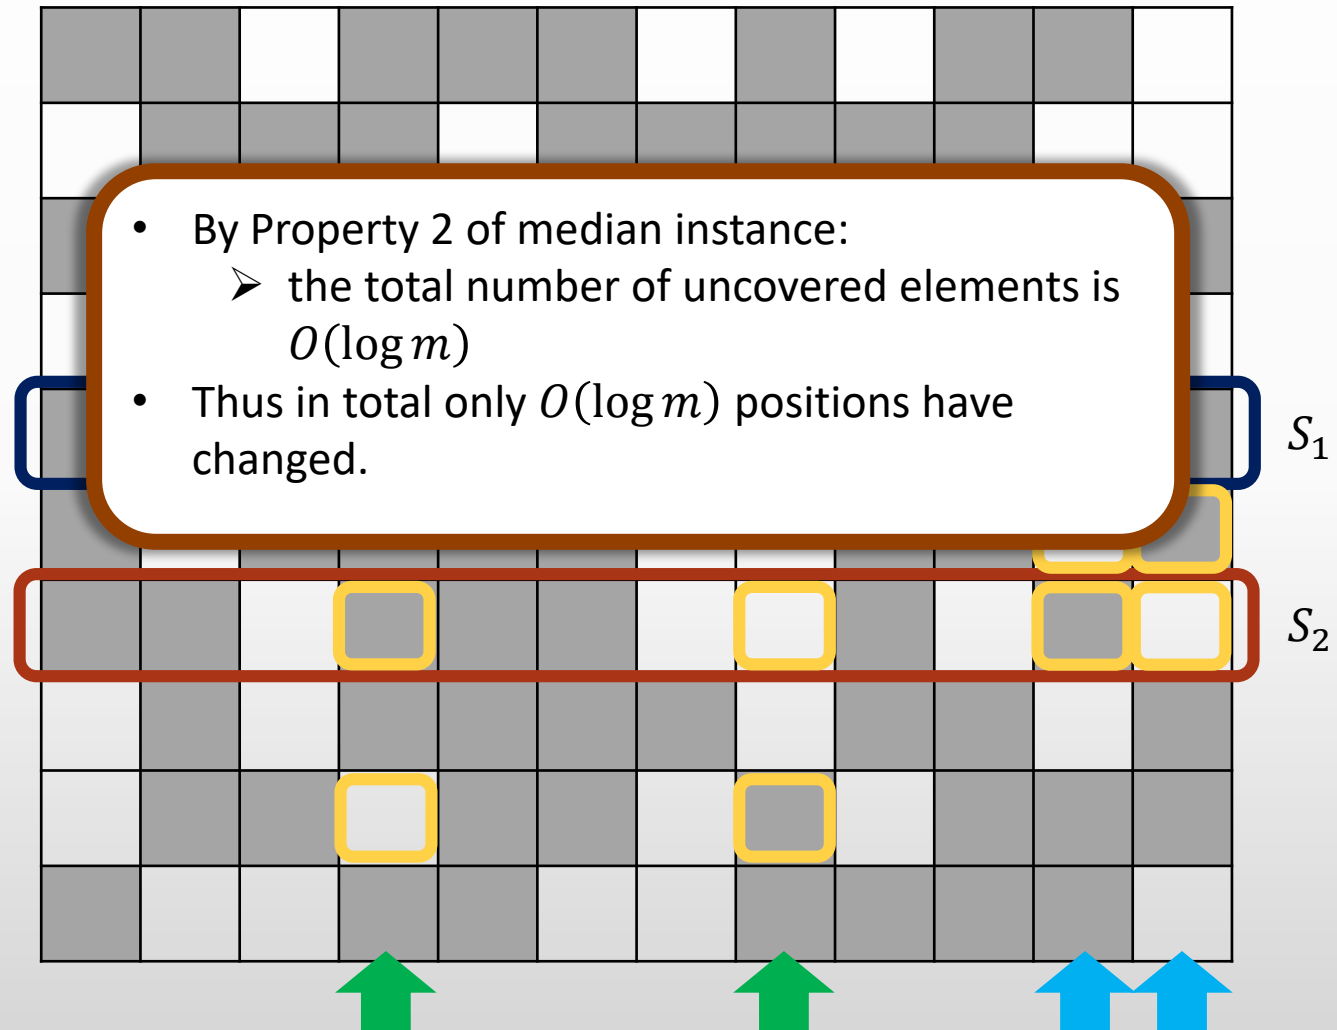 • By Property 2 of median instance:
➢ the total number of uncovered elements is
O(log m)
• Thus in total only O(log m) positions have
changed.
S₁
S₂